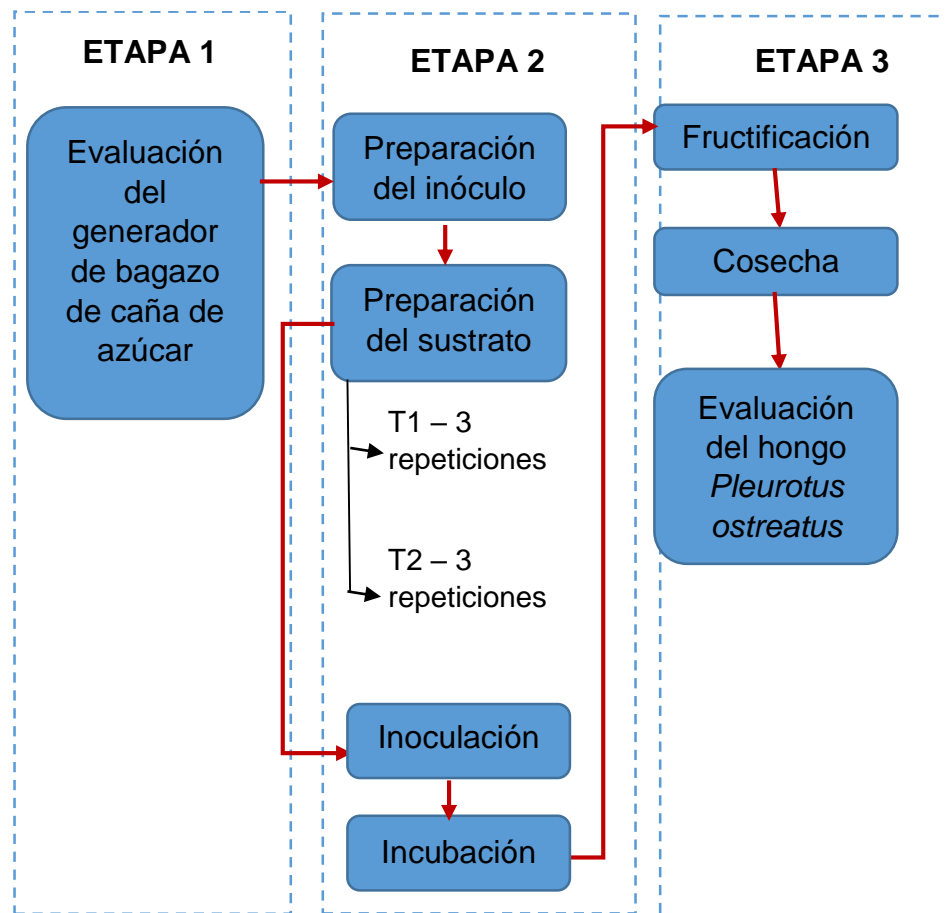 ETAPA 1
Evaluación
del
generador
de bagazo
de caña de
azúcar
ETAPA 2
Preparación
del inóculo
Preparación
del sustrato
T1 – 3
repeticiones
T2 – 3
repeticiones
Inoculación
Incubación
ETAPA 3
Fructificación
Cosecha
Evaluación
del hongo
Pleurotus
ostreatus